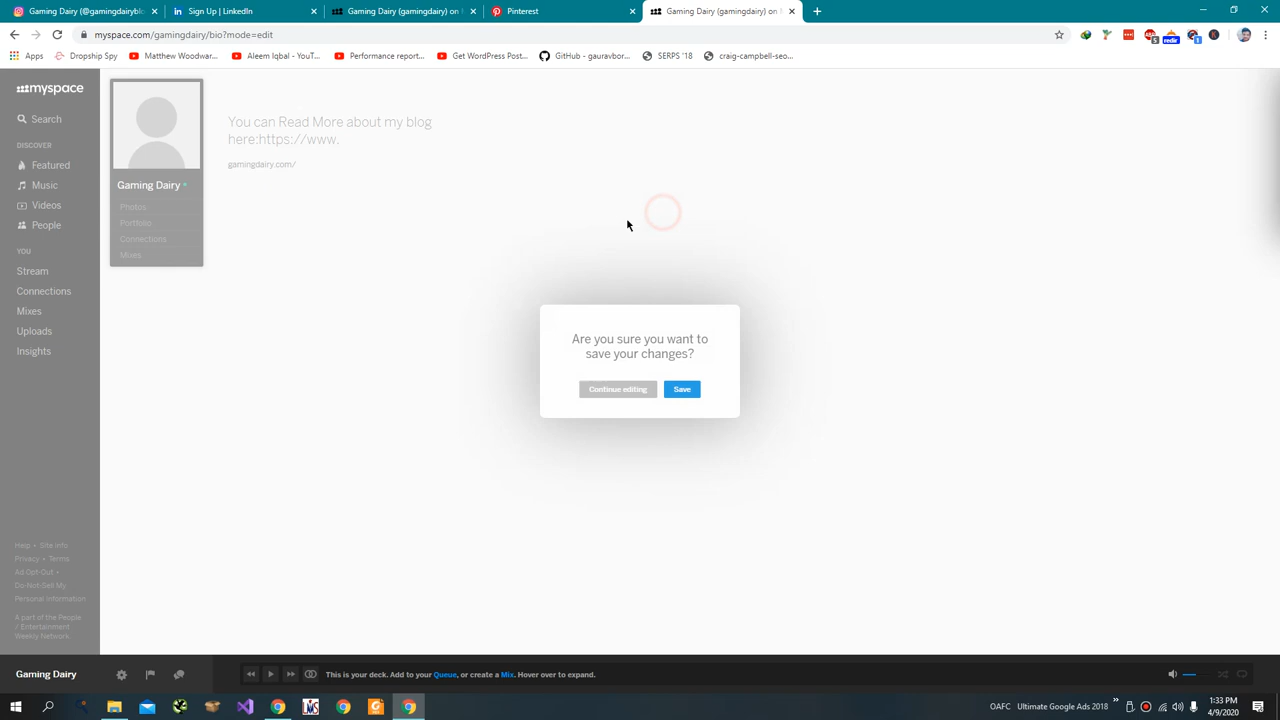 Gaming Dairy (@gamingdairyblo
Sign Up | LinkedIn
Gaming Dairy (gamingdairy) on M
Pinterest
Gaming Dairy (gamingdairy) on M
myspace.com/gamingdairy/bio?mode=edit
Apps
Dropship Spy
Matthew Woodwar...
Aleem Iqbal - YouT...
Performance report...
Get WordPress Post...
GitHub - gauravbor...
SERPS '18
craig-campbell-seo...
myspace
Search
DISCOVER
Featured
Music
Videos
People
YOU
Stream
Connections
Mixes
Uploads
Insights
Gaming Dairy
Photos
Portfolio
Connections
Mixes
You can Read More about my blog
here:https://www.
gamingdairy.com/
Are you sure you want to
save your changes?
Continue editing
Save
Help • Site info
Privacy • Terms
Ad Opt-Out •
Do-Not-Sell My
Personal Information
A part of the People
/ Entertainment
Weekly Network.
Gaming Dairy
This is your deck. Add to your Queue, or create a Mix. Hover over to expand.
OAFC
Ultimate Google Ads 2018
1:33 PM
4/9/2020